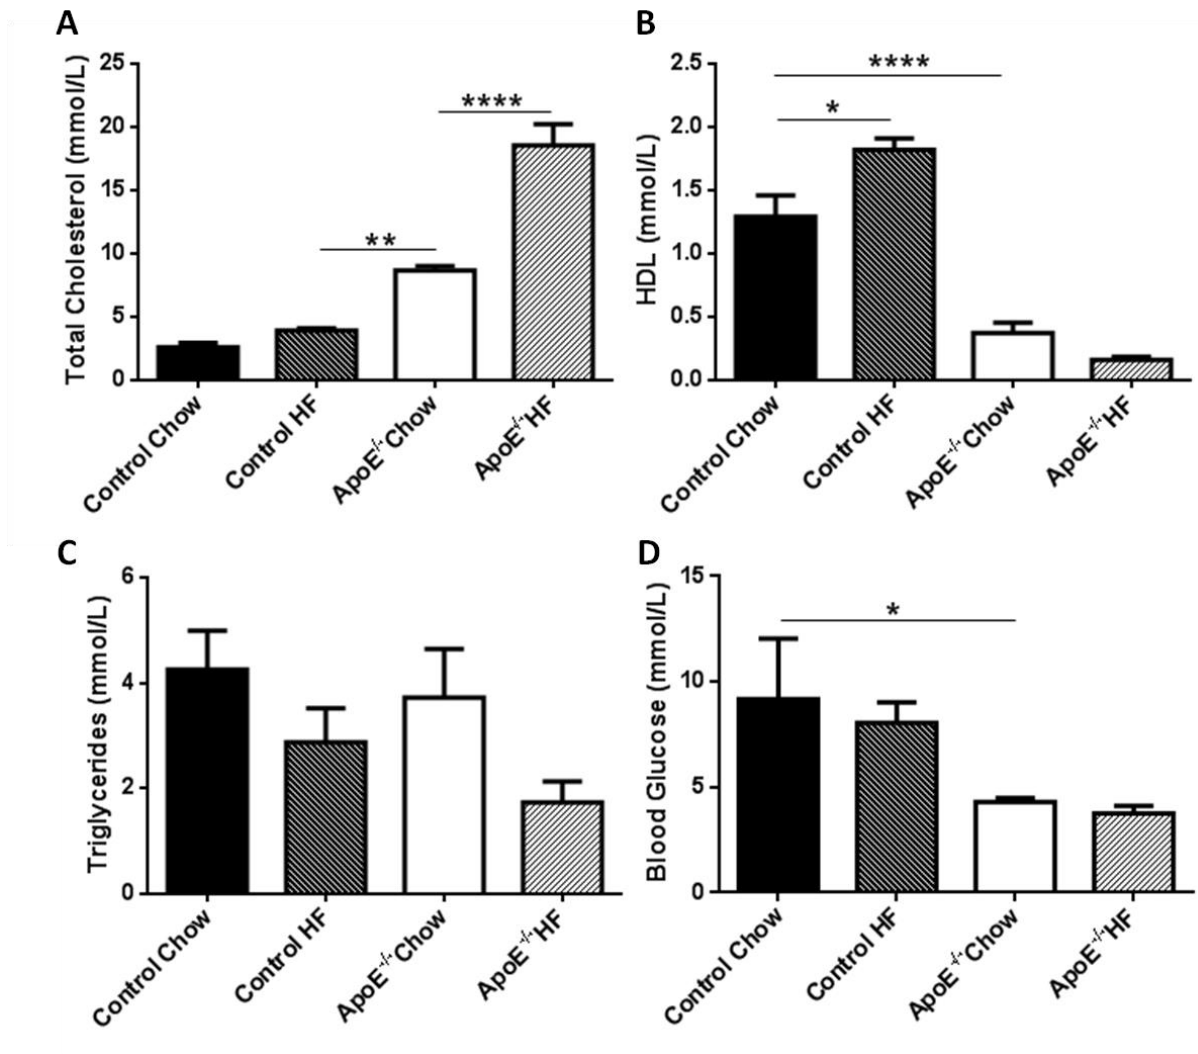 A
Total Cholesterol (mmol/L)
25
20
15
10
5
0
**
****
Control Chow
Control HF
ApoE-/-Chow
ApoE-/-HF
B
HDL (mmol/L)
2.5
2.0
1.5
1.0
0.5
0.0
****
*
Control Chow
Control HF
ApoE-/-Chow
ApoE-/-HF
C
Triglycerides (mmol/L)
6
4
2
0
Control Chow
Control HF
ApoE-/-Chow
ApoE-/-HF
D
Blood Glucose (mmol/L)
15
10
5
0
*
Control Chow
Control HF
ApoE-/-Chow
ApoE-/-HF